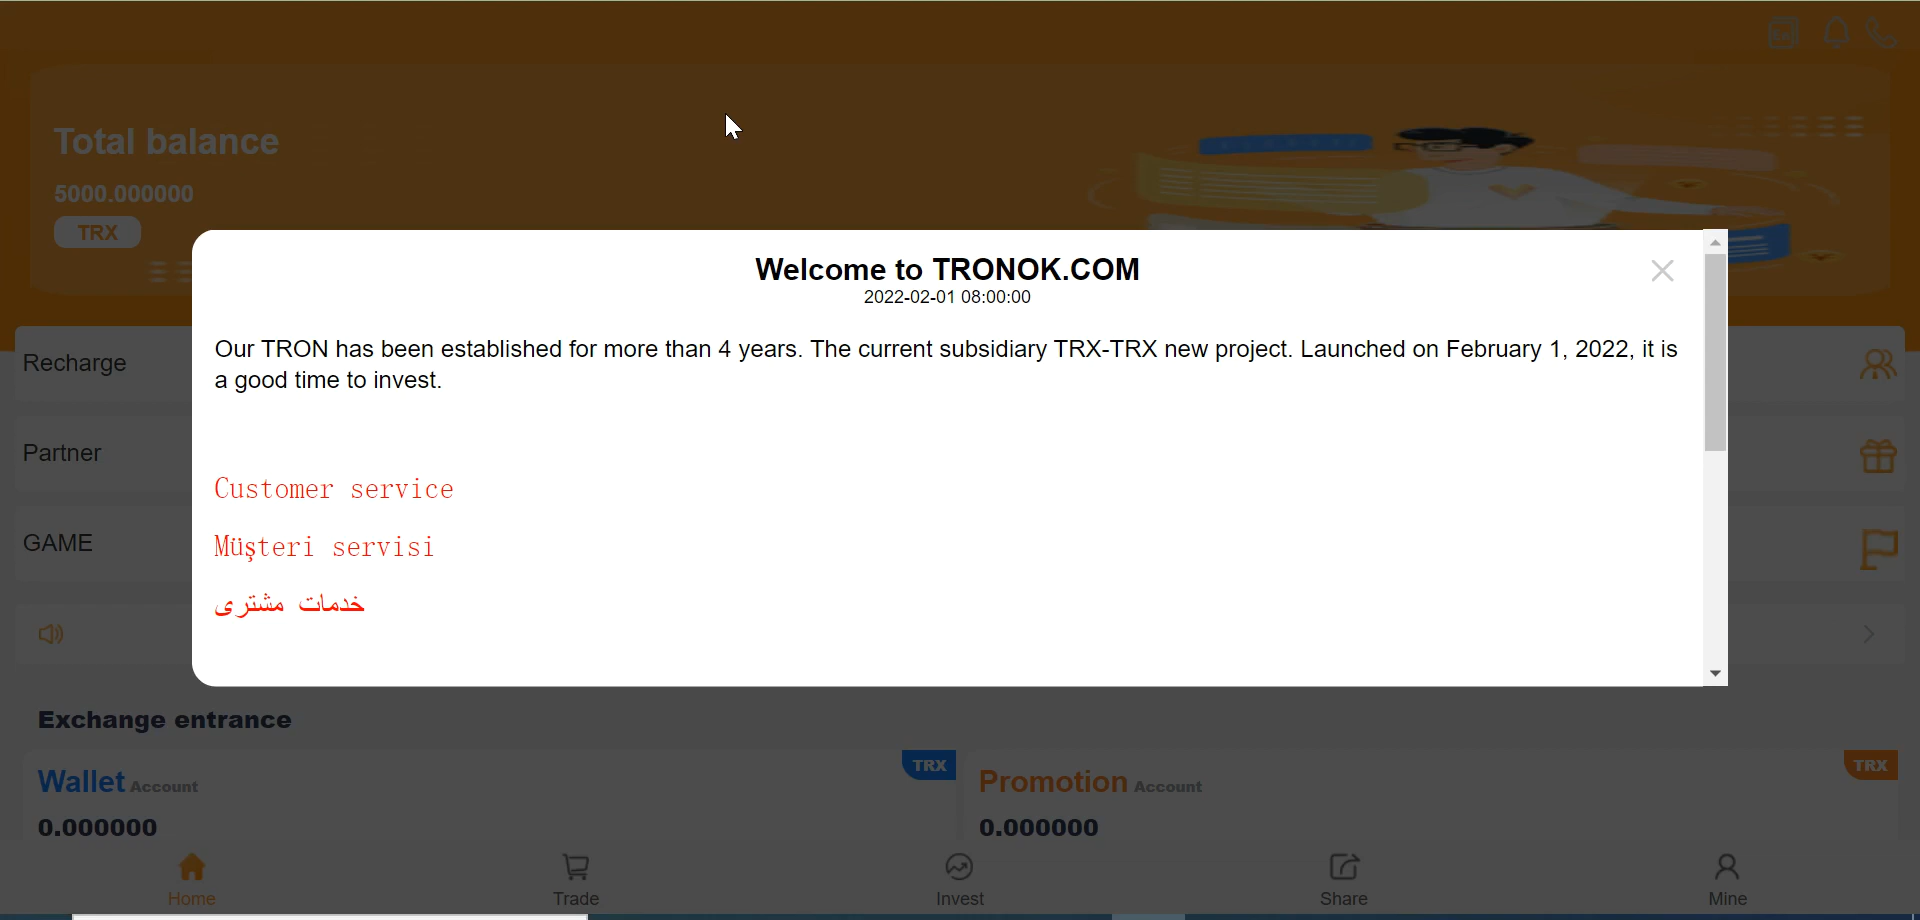 Total balance
5000.000000
TRX
Welcome to TRONOK.COM
2022-02-01 08:00:00
Our TRON has been established for more than 4 years. The current subsidiary TRX-TRX new project. Launched on February 1, 2022, it is
a good time to invest.
Customer service
Müşteri servisi
خدمات مشتری
Recharge
Partner
GAME
Exchange entrance
Wallet Account
TRX
0.000000
Promotion Account
TRX
0.000000
Home
Trade
Invest
Share
Mine